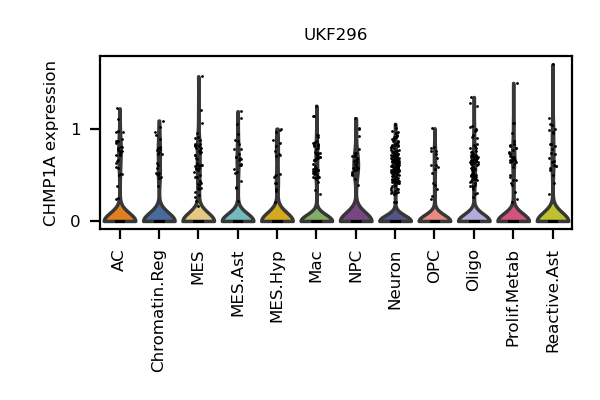 UKF296
CHMP1A expression
1
0
AC
Chromatin.Reg
MES
MES.Ast
MES.Hyp
Mac
NPC
Neuron
OPC
Oligo
Prolif.Metab
Reactive.Ast